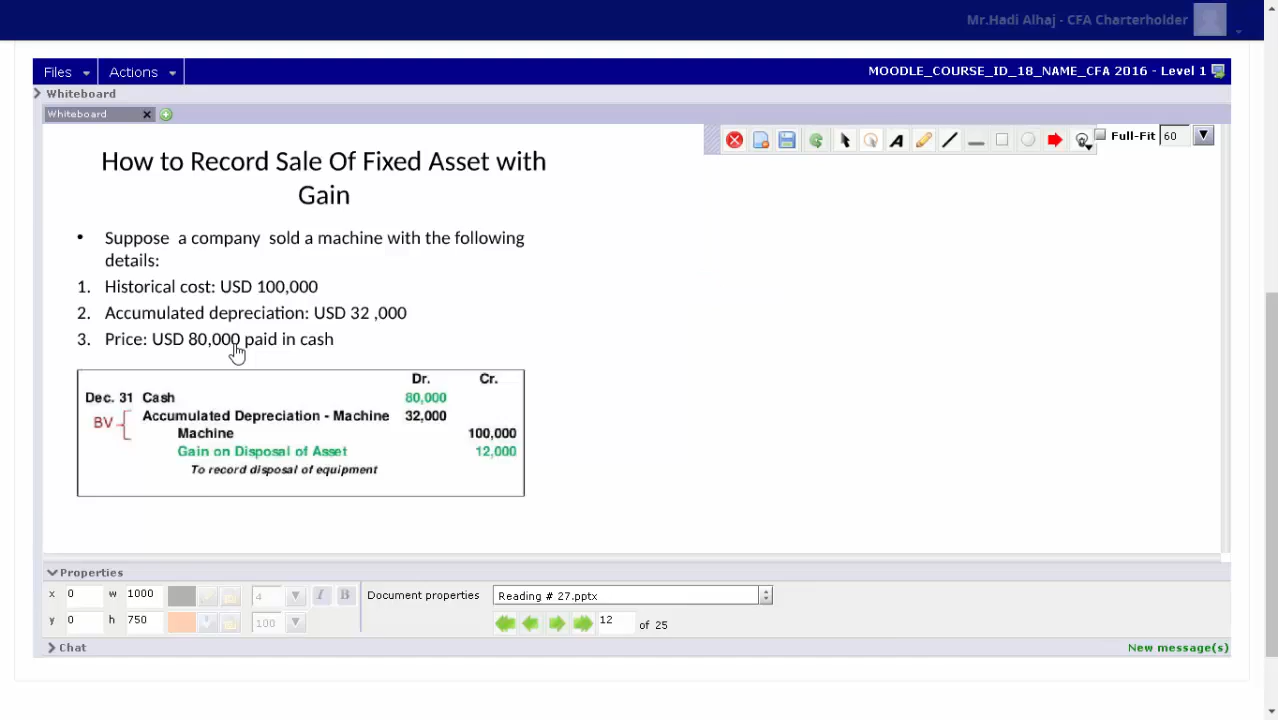 Mr.Hadi Alhaj - CFA Charterholder
Files Actions MOODLE_COURSE_ID_18_NAME_CFA 2016 - Level 1
Whiteboard
Whiteboard
Full-Fit 60
How to Record Sale Of Fixed Asset with
Gain
• Suppose a company sold a machine with the following
details:
1. Historical cost: USD 100,000
2. Accumulated depreciation: USD 32 ,000
3. Price: USD 80,000 paid in cash
Dr. Cr.
Dec. 31 Cash 80,000
BV Accumulated Depreciation - Machine 32,000
Machine 100,000
Gain on Disposal of Asset 12,000
To record disposal of equipment
Properties
x 0 w 1000 4 I B Document properties Reading # 27.pptx
y 0 h 750 100 12 of 25
Chat New message(s)